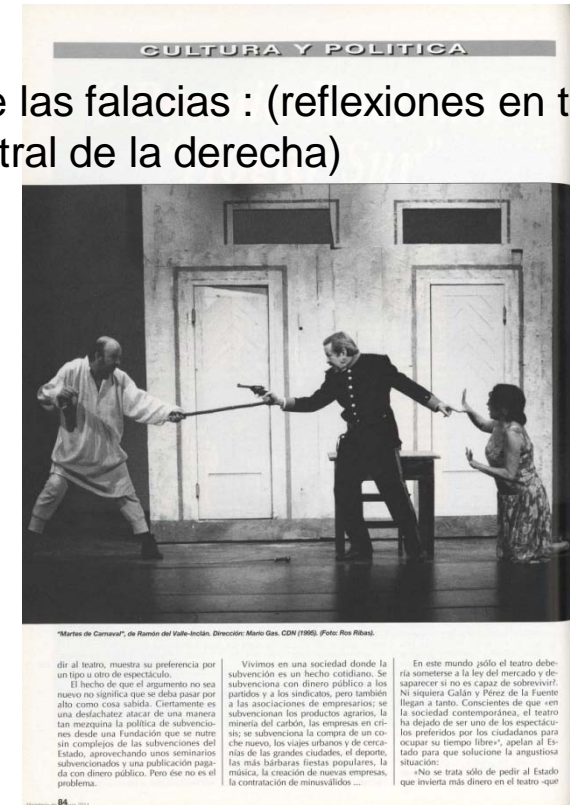 CULTURA Y POLITICA
e las falacias : (reflexiones en t
tral de la derecha)
"Martes de Carnaval", de Ramón del Valle-Inclán. Dirección: Mario Gas. CDN (1995). (Foto: Ros Ribas).
dir al teatro, muestra su preferencia por
un tipo u otro de espectáculo.
El hecho de que el argumento no sea
nuevo no significa que se deba pasar por
alto como cosa sabida. Ciertamente es
una desfachatez atacar de una manera
tan mezquina la política de subvencio-
nes desde una Fundación que se nutre
sin complejos de las subvenciones del
Estado, aprovechando unos seminarios
subvencionados y una publicación paga-
da con dinero público. Pero ése no es el
problema.
Vivimos en una sociedad donde la
subvención es un hecho cotidiano. Se
subvenciona con dinero público a los
partidos y a los sindicatos, pero también
a las asociaciones de empresarios; se
subvencionan los productos agrarios, la
minería del carbón, las empresas en cri-
sis; se subvenciona la compra de un co-
che nuevo, los viajes urbanos y de cerca-
nías de las grandes ciudades, el deporte,
las más bárbaras fiestas populares, la
música, la creación de nuevas empresas,
la contratación de minusválidos ...
En este mundo ¿sólo el teatro debe-
ría someterse a la ley del mercado y de-
saparecer si no es capaz de sobrevivir?.
Ni siquiera Galán y Pérez de la Fuente
llegan a tanto. Conscientes de que «en
la sociedad contemporánea, el teatro
ha dejado de ser uno de los espectácu-
los preferidos por los ciudadanos para
ocupar su tiempo libre»⁴, apelan al Es-
tado para que solucione la angustiosa
situación:
«No se trata sólo de pedir al Estado
que invierta más dinero en el teatro -que
84